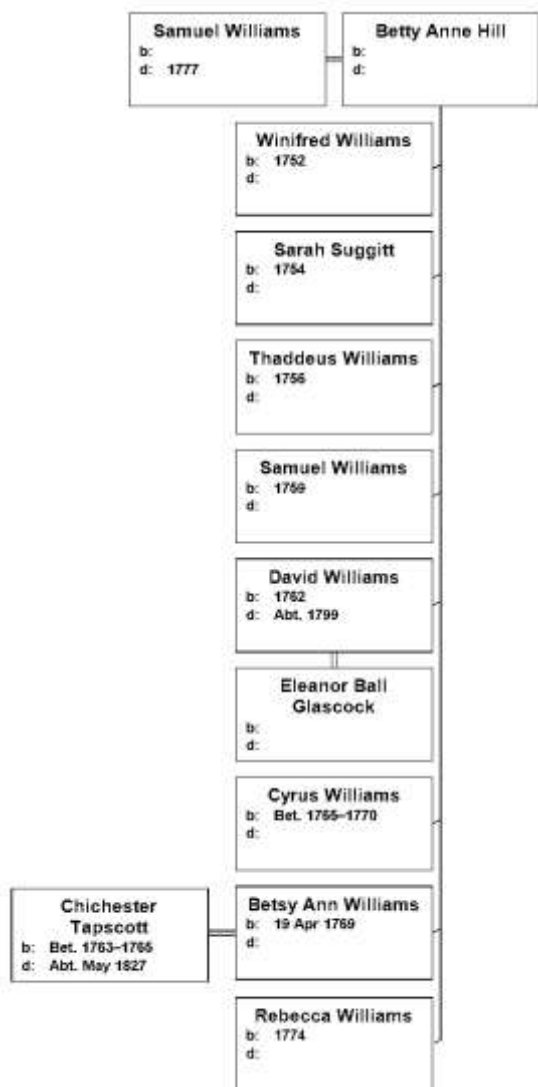 Samuel Williams
b:
d: 1777
Betty Anne Hill
b:
d:
Winifred Williams
b: 1752
d:
Sarah Suggitt
b: 1754
d:
Thaddeus Williams
b: 1756
d:
Samuel Williams
b: 1759
d:
David Williams
b: 1762
d: Abt. 1799
Eleanor Ball
Glascock
b:
d:
Cyrus Williams
b: Bet. 1765–1770
d:
Chichester
Tapscott
b: Bet. 1763–1765
d: Abt. May 1827
Betsy Ann Williams
b: 19 Apr 1769
d:
Rebecca Williams
b: 1774
d: